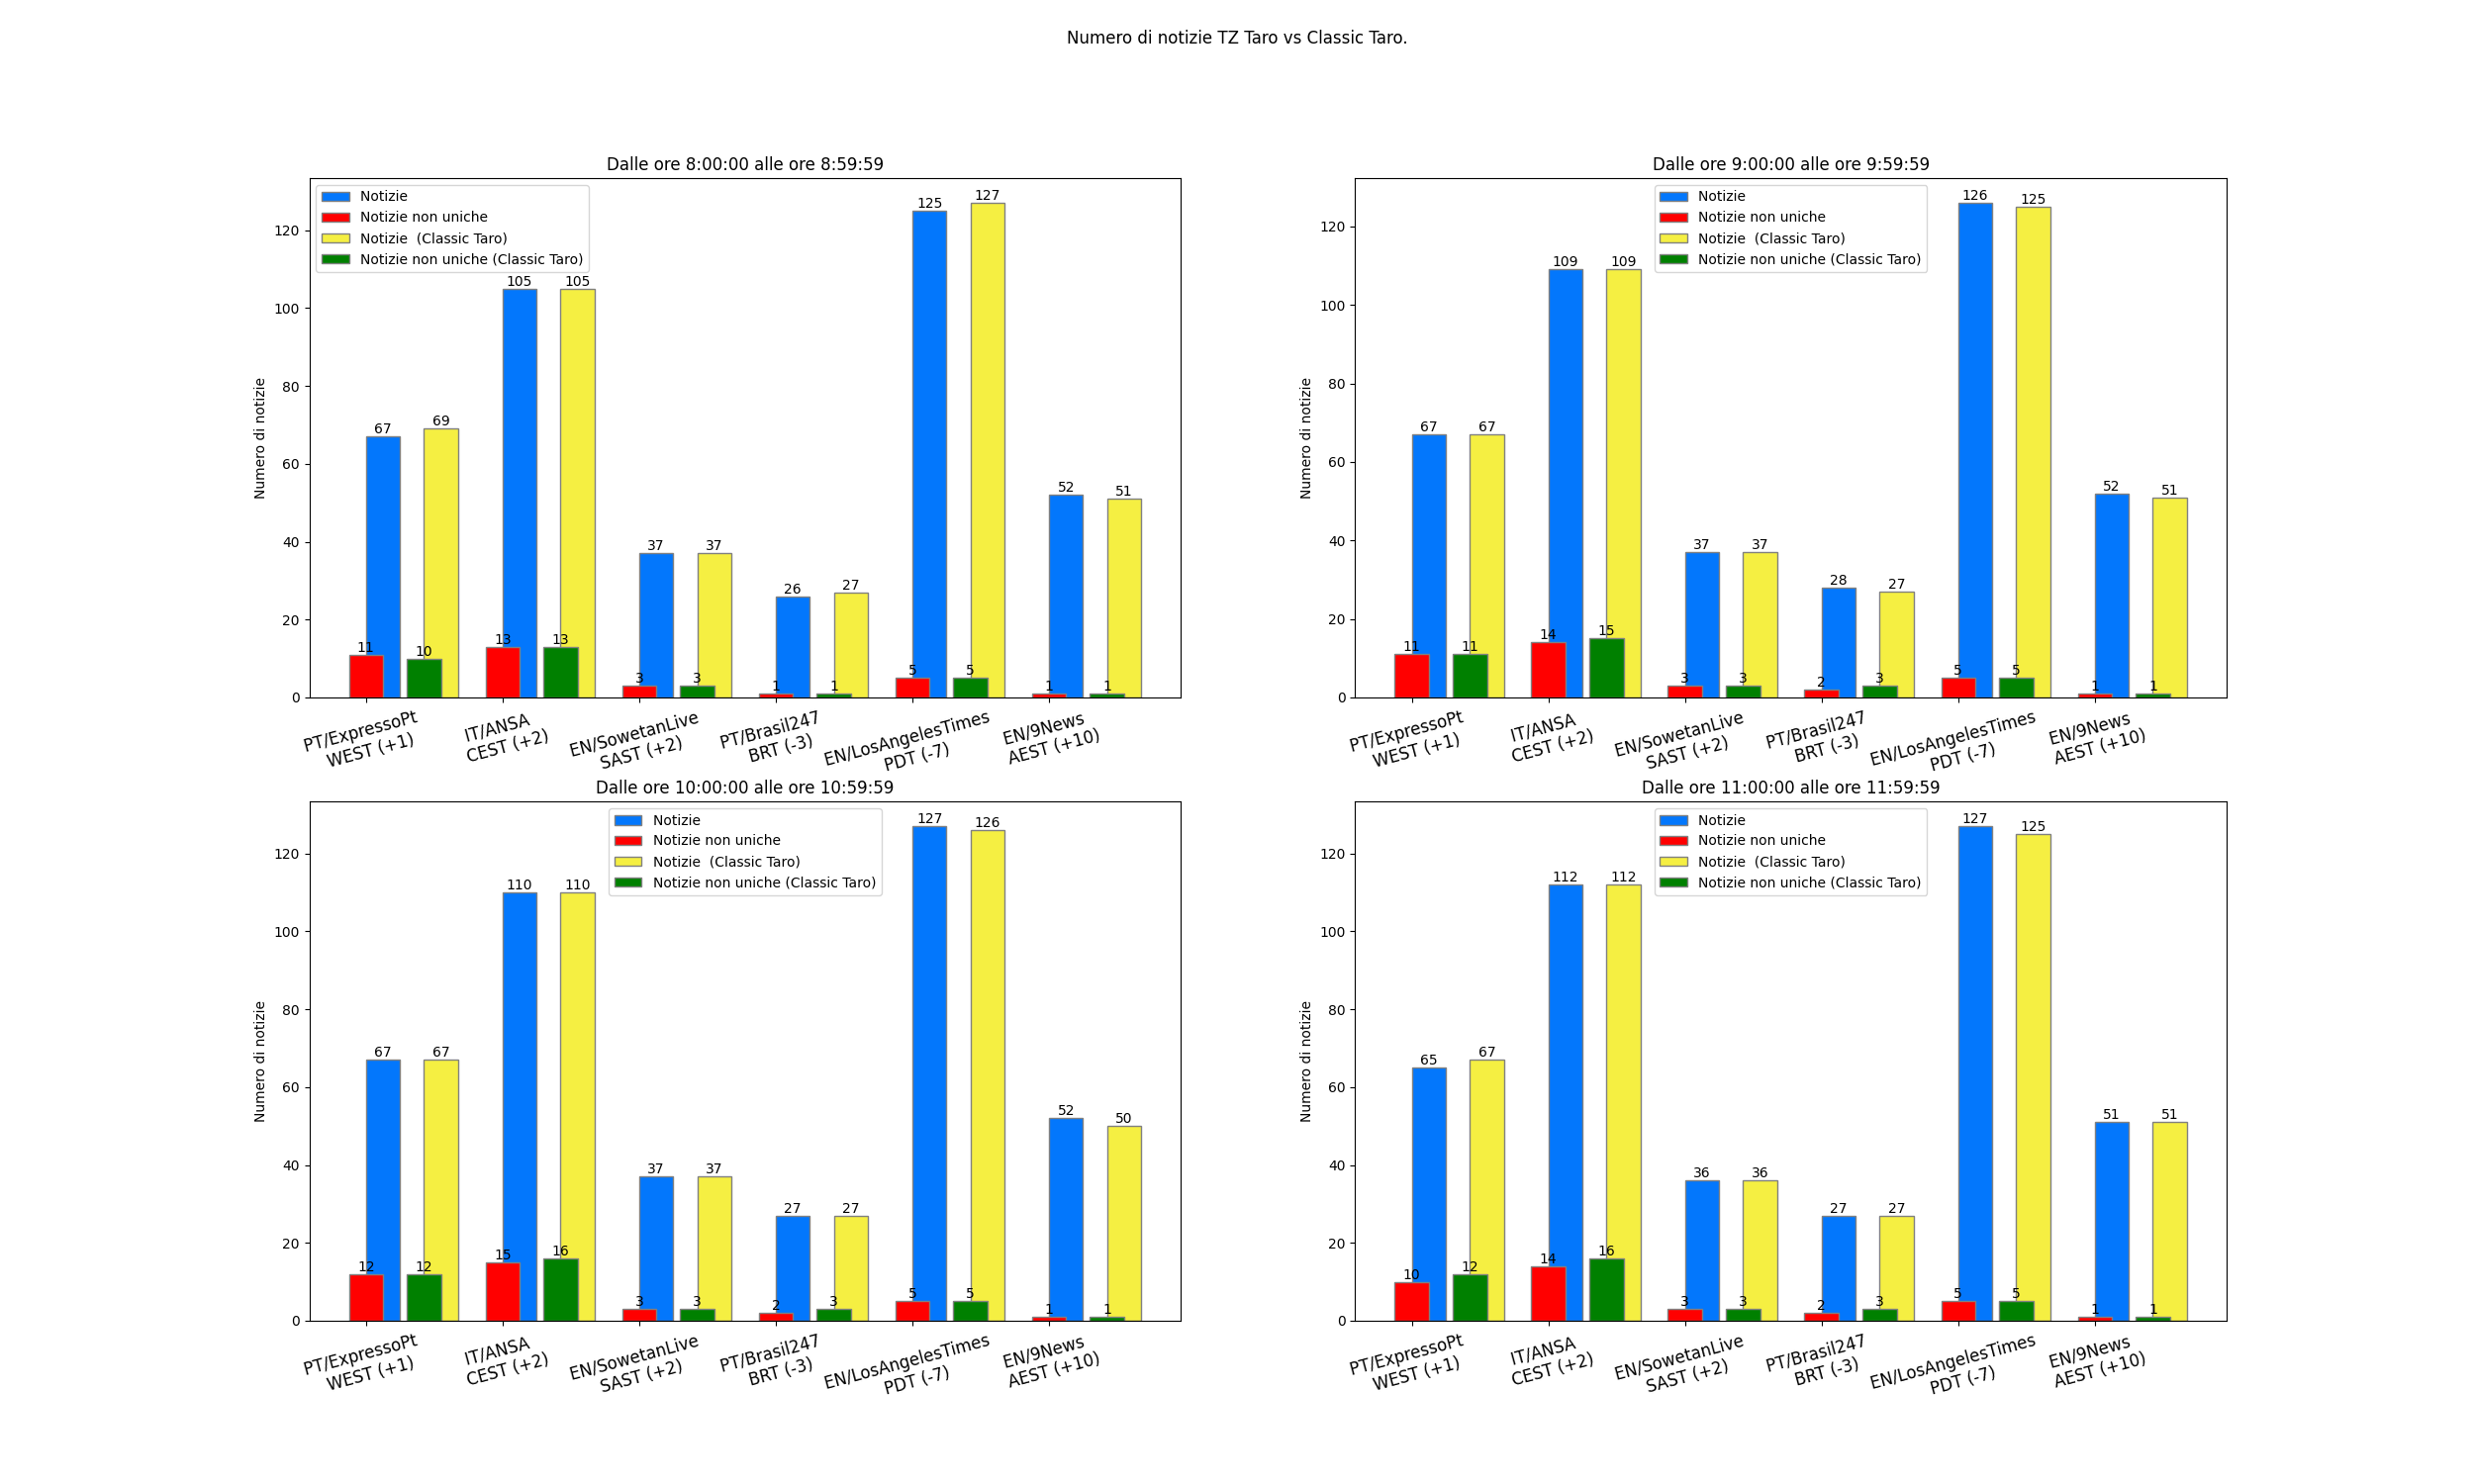 Numero di notizie TZ Taro vs Classic Taro.
Dalle ore 8:00:00 alle ore 8:59:59
Notizie
Notizie non uniche
Notizie  (Classic Taro)
Notizie non uniche (Classic Taro)
Numero di notizie
120
100
80
60
40
20
0
67
69
105
105
37
37
26
27
125
127
52
51
11
10
13
13
3
3
1
1
5
5
1
1
PT/ExpressoPt
WEST (+1)
IT/ANSA
CEST (+2)
EN/SowetanLive
SAST (+2)
PT/Brasil247
BRT (-3)
EN/LosAngelesTimes
PDT (-7)
EN/9News
AEST (+10)
Dalle ore 9:00:00 alle ore 9:59:59
Notizie
Notizie non uniche
Notizie  (Classic Taro)
Notizie non uniche (Classic Taro)
Numero di notizie
120
100
80
60
40
20
0
67
67
109
109
37
37
28
27
126
125
52
51
11
11
14
15
3
3
2
3
5
5
1
1
PT/ExpressoPt
WEST (+1)
IT/ANSA
CEST (+2)
EN/SowetanLive
SAST (+2)
PT/Brasil247
BRT (-3)
EN/LosAngelesTimes
PDT (-7)
EN/9News
AEST (+10)
Dalle ore 10:00:00 alle ore 10:59:59
Notizie
Notizie non uniche
Notizie  (Classic Taro)
Notizie non uniche (Classic Taro)
Numero di notizie
120
100
80
60
40
20
0
67
67
110
110
37
37
27
27
127
126
52
50
12
12
15
16
3
3
2
3
5
5
1
1
PT/ExpressoPt
WEST (+1)
IT/ANSA
CEST (+2)
EN/SowetanLive
SAST (+2)
PT/Brasil247
BRT (-3)
EN/LosAngelesTimes
PDT (-7)
EN/9News
AEST (+10)
Dalle ore 11:00:00 alle ore 11:59:59
Notizie
Notizie non uniche
Notizie  (Classic Taro)
Notizie non uniche (Classic Taro)
Numero di notizie
120
100
80
60
40
20
0
65
67
112
112
36
36
27
27
127
125
51
51
10
12
14
16
3
3
2
3
5
5
1
1
PT/ExpressoPt
WEST (+1)
IT/ANSA
CEST (+2)
EN/SowetanLive
SAST (+2)
PT/Brasil247
BRT (-3)
EN/LosAngelesTimes
PDT (-7)
EN/9News
AEST (+10)